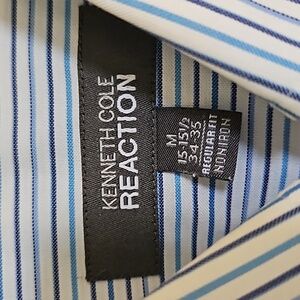 KENNETH COLE
REACTION
M
15-15½
34-35
REGULAR FIT
NON IRON